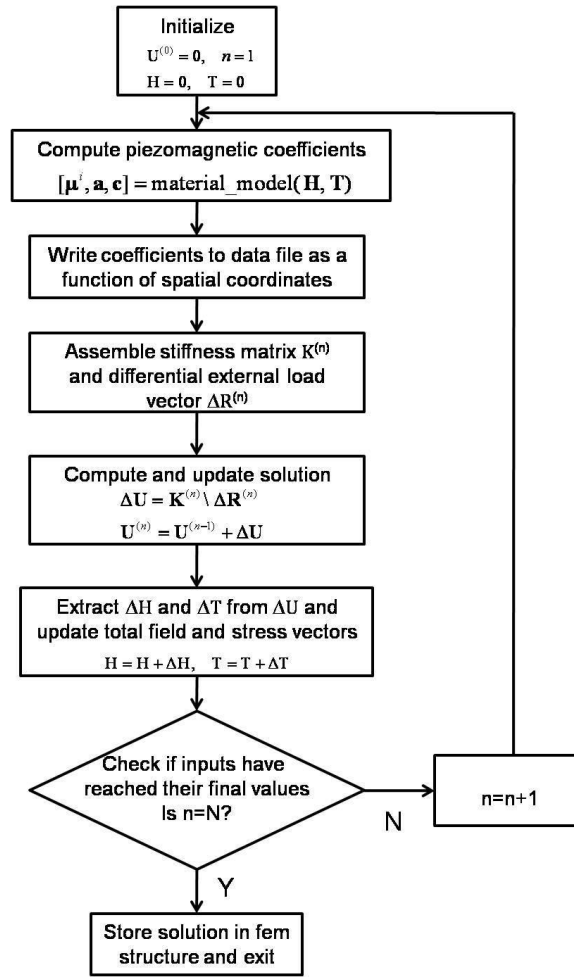 Initialize
U⁽⁰⁾ = 0, n = 1
H = 0, T = 0
Compute piezomagnetic coefficients
[μᵗ, a, c] = material_model(H, T)
Write coefficients to data file as a
function of spatial coordinates
Assemble stiffness matrix K⁽ⁿ⁾
and differential external load
vector ΔR⁽ⁿ⁾
Compute and update solution
ΔU = K⁽ⁿ⁾ \ ΔR⁽ⁿ⁾
U⁽ⁿ⁾ = U⁽ⁿ⁻¹⁾ + ΔU
Extract ΔH and ΔT from ΔU and
update total field and stress vectors
H = H + ΔH, T = T + ΔT
Check if inputs have
reached their final values
Is n=N?
N
n=n+1
Y
Store solution in fem
structure and exit